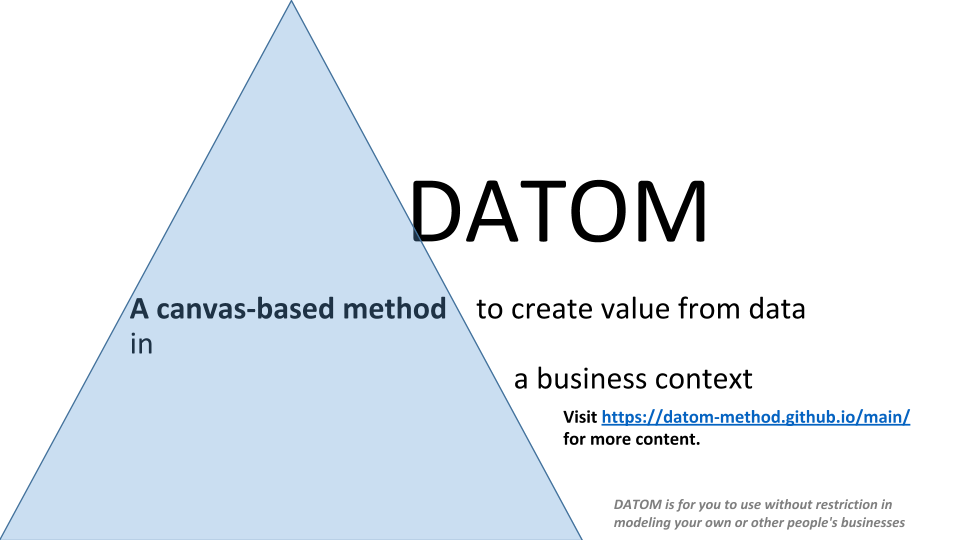 DATOM
A canvas-based method to create value from data
in
a business context
Visit https://datom-method.github.io/main/
for more content.
DATOM is for you to use without restriction in
modeling your own or other people's businesses